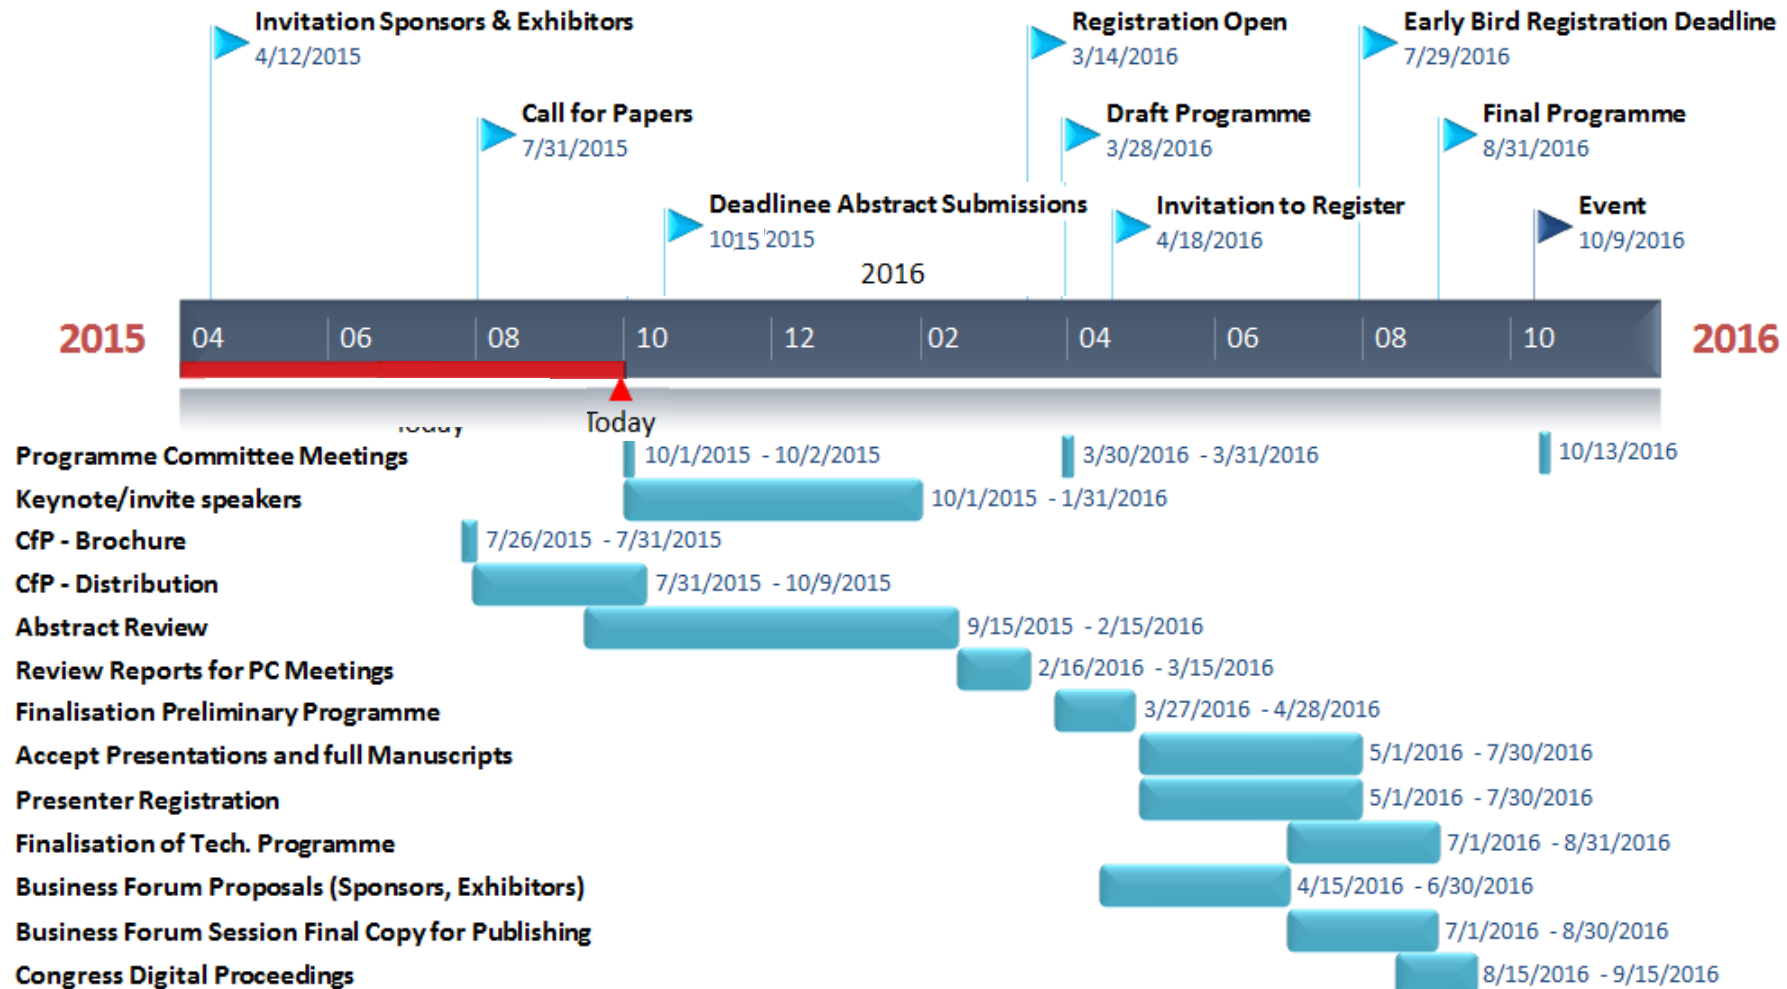 Invitation Sponsors & Exhibitors
4/12/2015
Registration Open
3/14/2016
Early Bird Registration Deadline
7/29/2016
Call for Papers
7/31/2015
Draft Programme
3/28/2016
Final Programme
8/31/2016
Deadlinee Abstract Submissions
10 15 2015
Invitation to Register
4/18/2016
Event
10/9/2016
2016
2015 04 06 08 10 12 02 04 06 08 10 2016
Today
Programme Committee Meetings 10/1/2015 - 10/2/2015 3/30/2016 - 3/31/2016 10/13/2016
Keynote/invite speakers 10/1/2015 - 1/31/2016
CfP - Brochure 7/26/2015 - 7/31/2015
CfP - Distribution 7/31/2015 - 10/9/2015
Abstract Review 9/15/2015 - 2/15/2016
Review Reports for PC Meetings 2/16/2016 - 3/15/2016
Finalisation Preliminary Programme 3/27/2016 - 4/28/2016
Accept Presentations and full Manuscripts 5/1/2016 - 7/30/2016
Presenter Registration 5/1/2016 - 7/30/2016
Finalisation of Tech. Programme 7/1/2016 - 8/31/2016
Business Forum Proposals (Sponsors, Exhibitors) 4/15/2016 - 6/30/2016
Business Forum Session Final Copy for Publishing 7/1/2016 - 8/30/2016
Congress Digital Proceedings 8/15/2016 - 9/15/2016